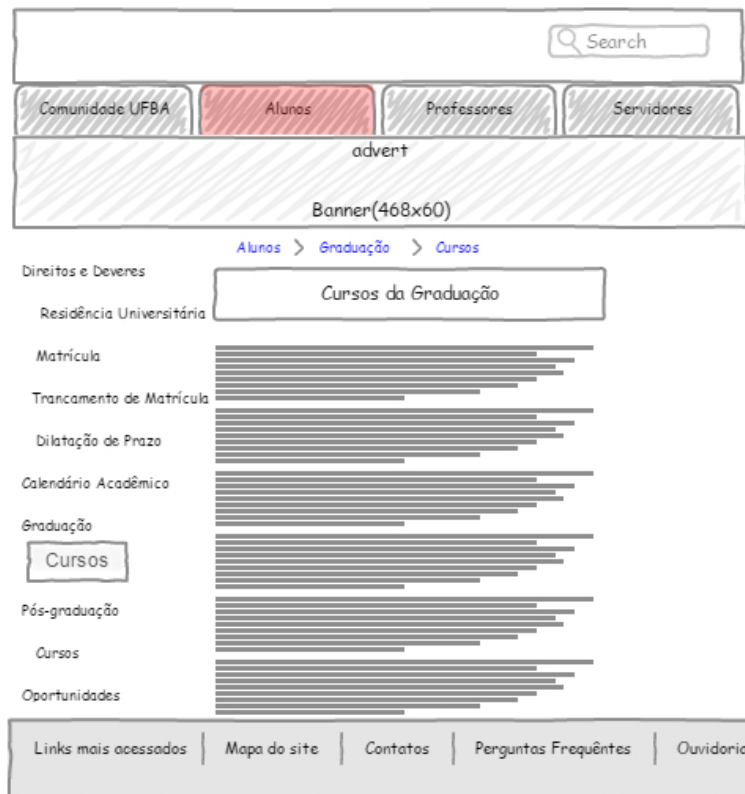 Search
Comunidade UFBA
Alunos
Professores
Servidores
advert
Banner(468x60)
Alunos > Graduação > Cursos
Direitos e Deveres
Residência Universitária
Matrícula
Trancamento de Matrícula
Dilatação de Prazo
Calendário Acadêmico
Graduação
Cursos
Pós-graduação
Cursos
Oportunidades
Cursos da Graduação
Links mais acessados
Mapa do site
Contatos
Perguntas Frequêntes